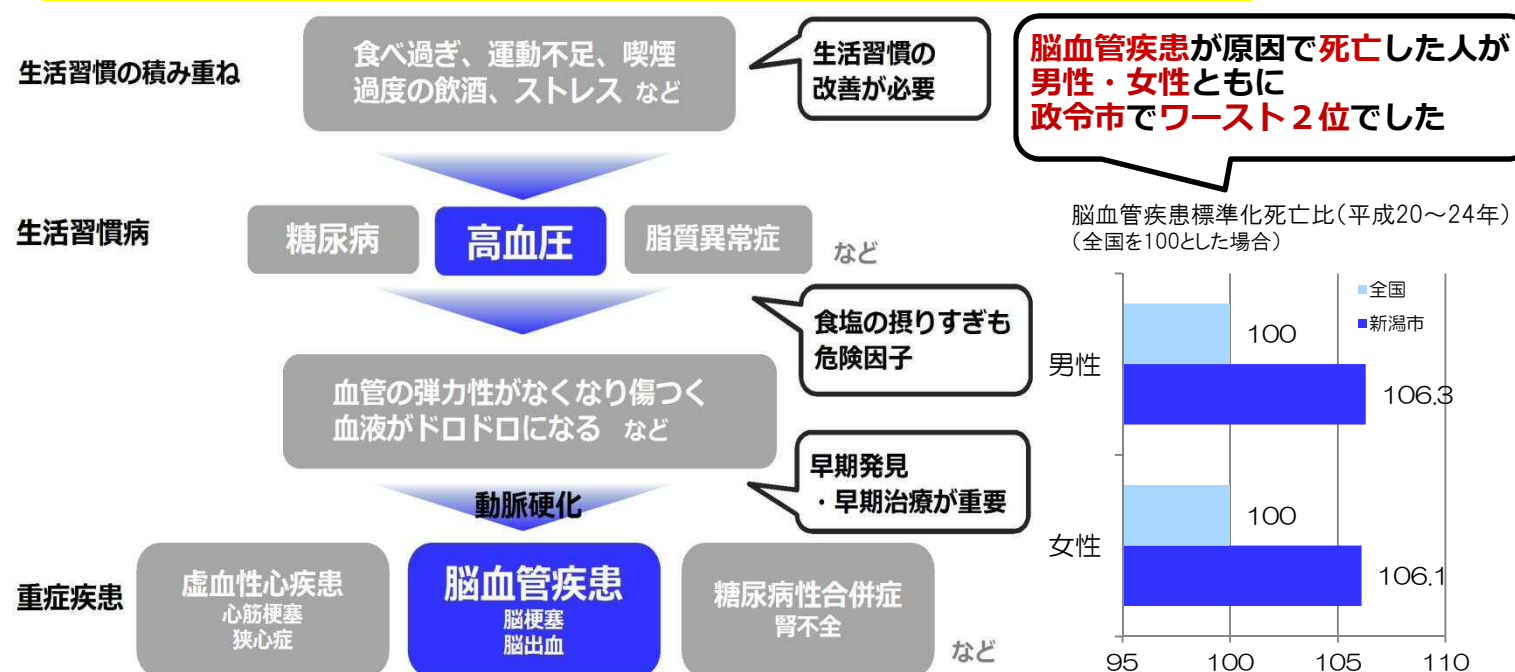 生活習慣の積み重ね
食べ過ぎ、運動不足、喫煙
過度の飲酒、ストレス など
生活習慣の
改善が必要
生活習慣病
糖尿病
高血圧
脂質異常症
など
食塩の摂りすぎも
危険因子
血管の弾力性がなくなり傷つく
血液がドロドロになる など
早期発見
・早期治療が重要
動脈硬化
重症疾患
虚血性心疾患
心筋梗塞
狭心症
脳血管疾患
脳梗塞
脳出血
糖尿病性合併症
腎不全
など
脳血管疾患が原因で死亡した人が
男性・女性ともに
政令市でワースト２位でした
脳血管疾患標準化死亡比（平成20～24年）
（全国を100とした場合）
全国
新潟市
男性
100
106.3
女性
100
106.1
95 100 105 110